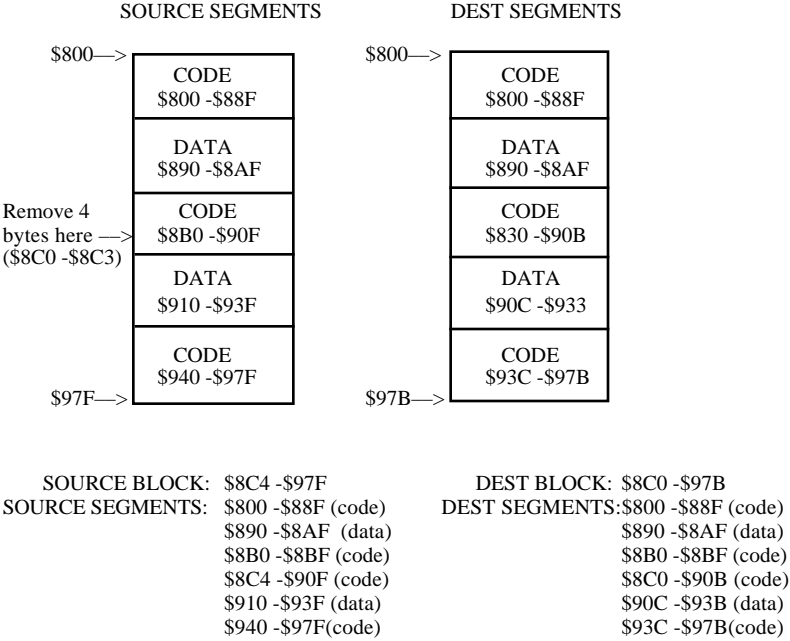 SOURCE SEGMENTS DEST SEGMENTS
$800—> $800—>
CODE CODE
$800 -$88F $800 -$88F
DATA DATA
$890 -$8AF $890 -$8AF
Remove 4 CODE CODE
bytes here —> $8B0 -$90F $830 -$90B
($8C0 -$8C3)
DATA DATA
$910 -$93F $90C -$933
CODE CODE
$940 -$97F $93C -$97B
$97F—> $97B—>
SOURCE BLOCK: $8C4 -$97F DEST BLOCK: $8C0 -$97B
SOURCE SEGMENTS: $800 -$88F (code) DEST SEGMENTS:$800 -$88F (code)
$890 -$8AF (data) $890 -$8AF (data)
$8B0 -$8BF (code) $8B0 -$8BF (code)
$8C4 -$90F (code) $8C0 -$90B (code)
$910 -$93F (data) $90C -$93B (data)
$940 -$97F(code) $93C -$97B(code)